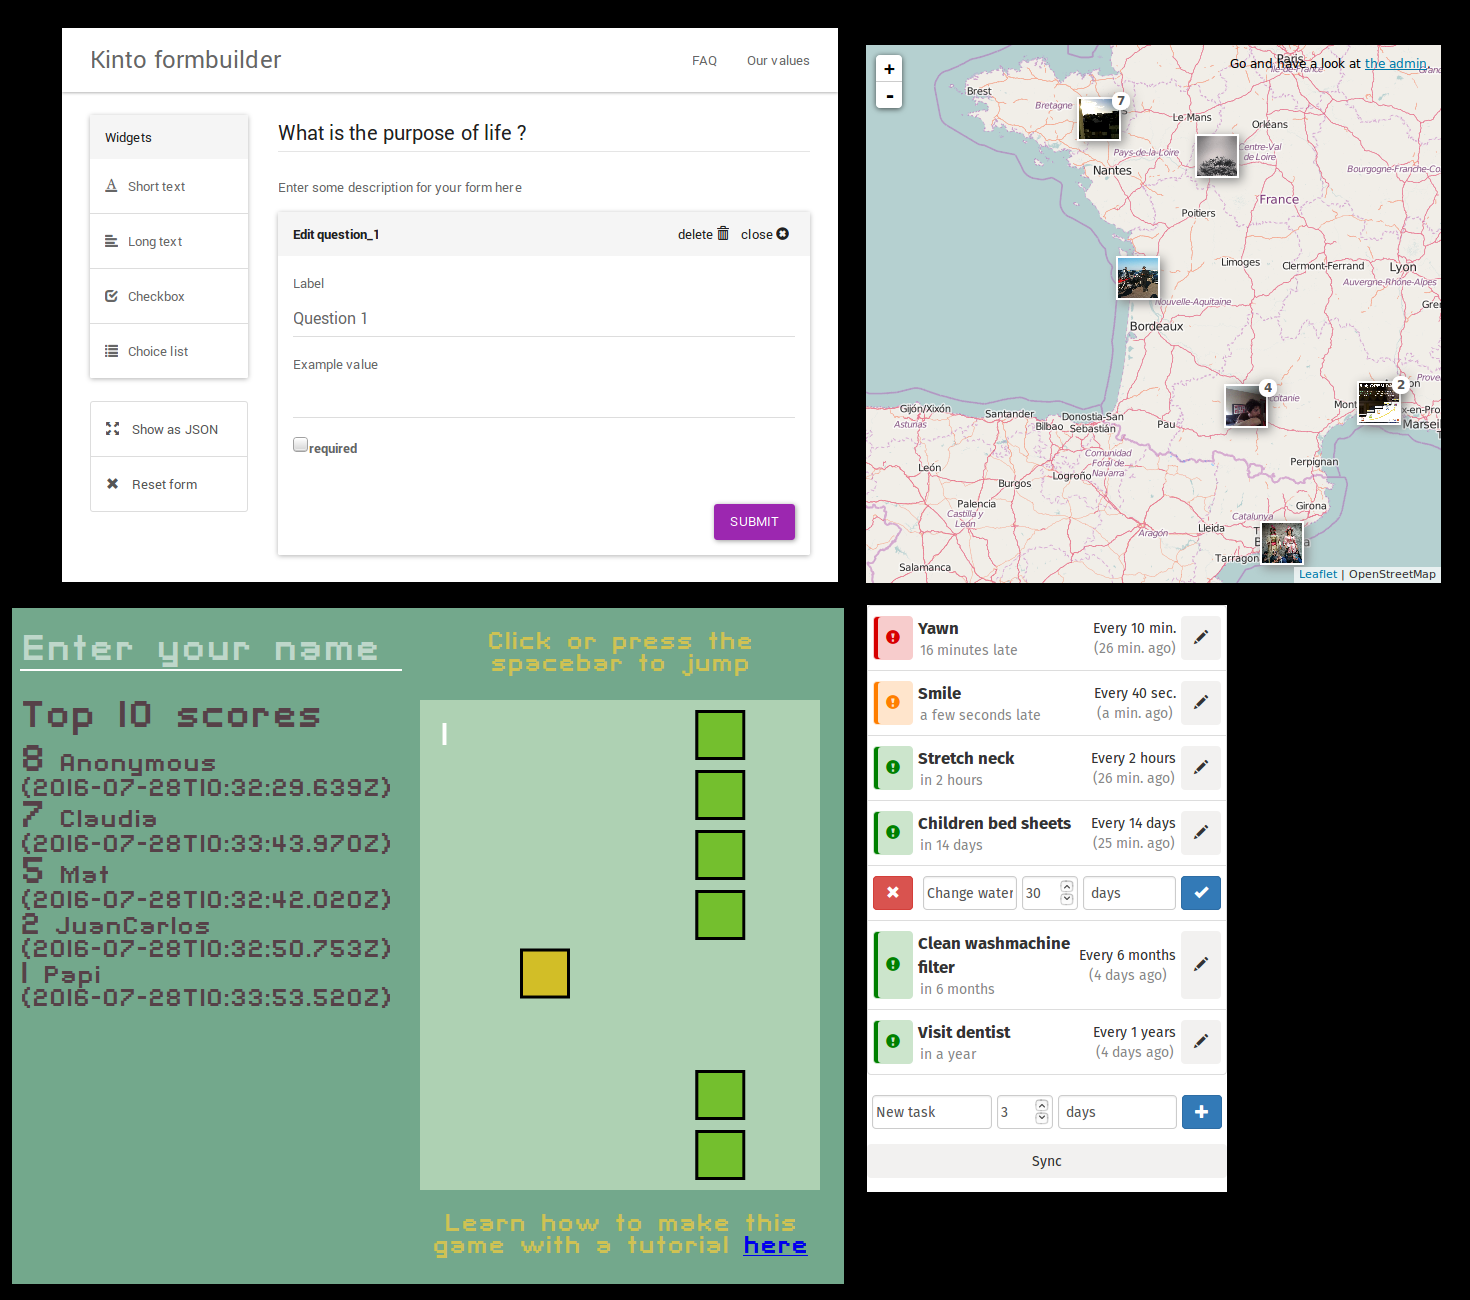 Kinto formbuilder
FAQ
Our values
Widgets
Short text
Long text
Checkbox
Choice list
Show as JSON
Reset form
What is the purpose of life ?
Enter some description for your form here
Edit question_1
delete
close
Label
Question 1
Example value
required
SUBMIT
+
-
Go and have a look at the admin.
Paris
Île-de-France
Brest
Bretagne
7
Le Mans
Orléans
Pays-de-la-Loire
Centre-Val
de Loire
Bourgogne-Franche-Co
Nantes
France
Poitiers
Limoges
Clermont-Ferrand
Lyon
Auvergne-Rhône-Alpes
Nouvelle-Aquitaine
Gre
Bordeaux
4
2
Prove
Mont
x-en-Pro
Marsei
Gijón/Xixón
Asturias
Santander
Donostia-San
Sebastián
Bilbao
Pau
Comunidad
Foral de
Navarra
León
Logroño
Burgos
Perpignan
Palencia
Castilla y
León
Girona
Catalunya
Lleida
Aragón
Tarragon
Salamanca
Leaflet | OpenStreetMap
Enter your name
Top 10 scores
8 Anonymous
(2016-07-28T10:32:29.639Z)
7 Claudia
(2016-07-28T10:33:43.970Z)
5 Mat
(2016-07-28T10:32:42.020Z)
2 JuanCarlos
(2016-07-28T10:32:50.753Z)
1 Papi
(2016-07-28T10:33:53.520Z)
Click or press the
spacebar to jump
1
Learn how to make this
game with a tutorial here
Yawn
16 minutes late
Every 10 min.
(26 min. ago)
Smile
a few seconds late
Every 40 sec.
(a min. ago)
Stretch neck
in 2 hours
Every 2 hours
(26 min. ago)
Children bed sheets
in 14 days
Every 14 days
(25 min. ago)
Change water
30
days
Clean washmachine
filter
in 6 months
Every 6 months
(4 days ago)
Visit dentist
in a year
Every 1 years
(4 days ago)
New task
3
days
Sync